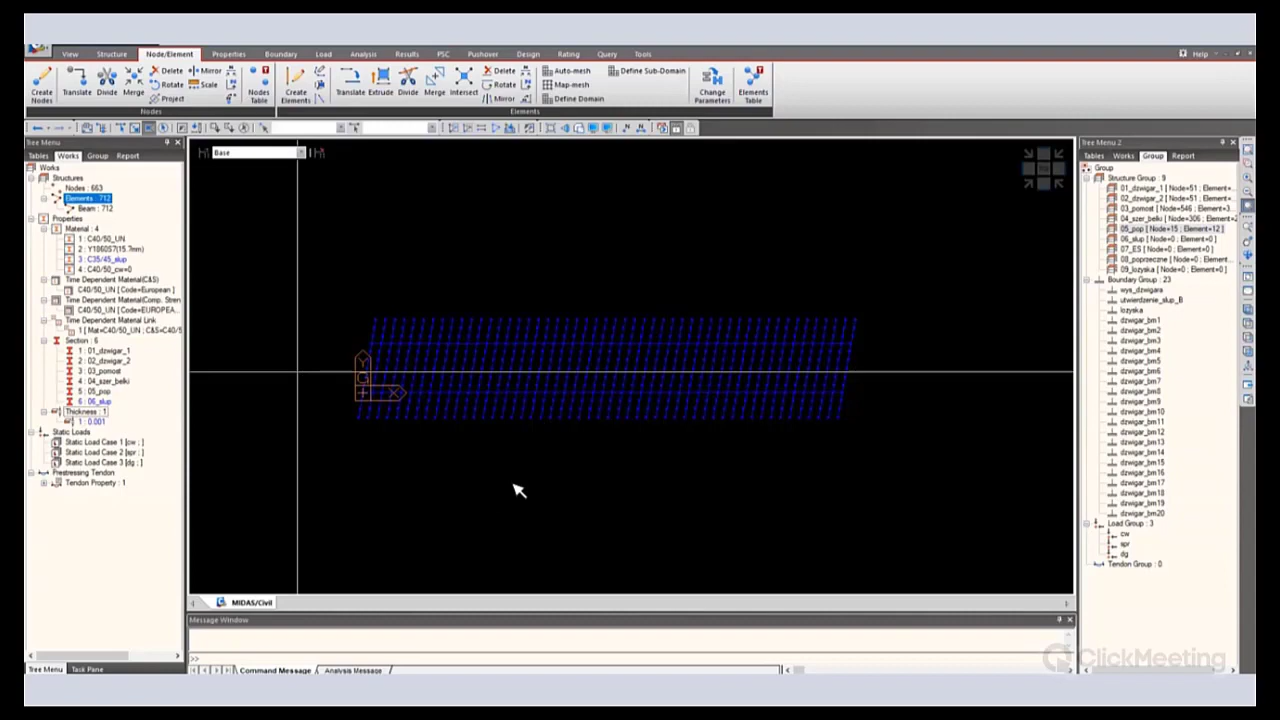 View Structure Node/Element Properties Boundary Load Analysis Results PSC Pushover Design Rating Query Tools Help
Create Nodes Translate Divide Merge Delete Rotate Project Mirror Scale Nodes Table
Create Elements Translate Extrude Divide Merge Intersect Delete Rotate Mirror Auto-mesh Map-mesh Define Domain Define Sub-Domain Change Parameters Elements Table
Nodes Elements
Tree Menu
Tables Works Group Report
Works
Structures
Nodes : 663
Elements : 712
Beam : 712
Properties
Material : 4
1 : C40/50_UN
2 : Y1860S7(15.7mm)
3 : C35/45_slup
4 : C40/50_cw=0
Time Dependent Material(C&S)
C40/50_UN [ Code=European ]
Time Dependent Material(Comp. Stren
C40/50_UN [ Code=EUROPEA...
Time Dependent Material Link
1 [ Mat=C40/50_UN ; C&S=C40/5
Section : 6
1 : 01_dzwigar_1
2 : 02_dzwigar_2
3 : 03_pomost
4 : 04_szer_belki
5 : 05_pop
6 : 06_slup
Thickness : 1
1 : 0.001
Static Loads
Static Load Case 1 [cw ; ]
Static Load Case 2 [spr ; ]
Static Load Case 3 [dg ; ]
Prestressing Tendon
Tendon Property : 1
Tree Menu Task Pane
Base
Y
G
X
MIDAS/Civil
Message Window
>>
Command Message Analysis Message
Tree Menu 2
Tables Works Group Report
Group
Structure Group : 9
01_dzwigar_1 [ Node=51 ; Element=
02_dzwigar_2 [ Node=51 ; Element=
03_pomost [ Node=546 ; Element=3...
04_szer_belki [ Node=306 ; Element=2
05_pop [ Node=15 ; Element=12 ]
06_slup [ Node=0 ; Element=0 ]
07_ES [ Node=0 ; Element=0 ]
08_poprzeczne [ Node=0 ; Element=
09_lozyska [ Node=0 ; Element=0 ]
Boundary Group : 23
wys_dzwigara
utwierdzenie_slup_B
lozyska
dzwigar_bm1
dzwigar_bm2
dzwigar_bm3
dzwigar_bm4
dzwigar_bm5
dzwigar_bm6
dzwigar_bm7
dzwigar_bm8
dzwigar_bm9
dzwigar_bm10
dzwigar_bm11
dzwigar_bm12
dzwigar_bm13
dzwigar_bm14
dzwigar_bm15
dzwigar_bm16
dzwigar_bm17
dzwigar_bm18
dzwigar_bm19
dzwigar_bm20
Load Group : 3
cw
spr
dg
Tendon Group : 0
ClickMeeting